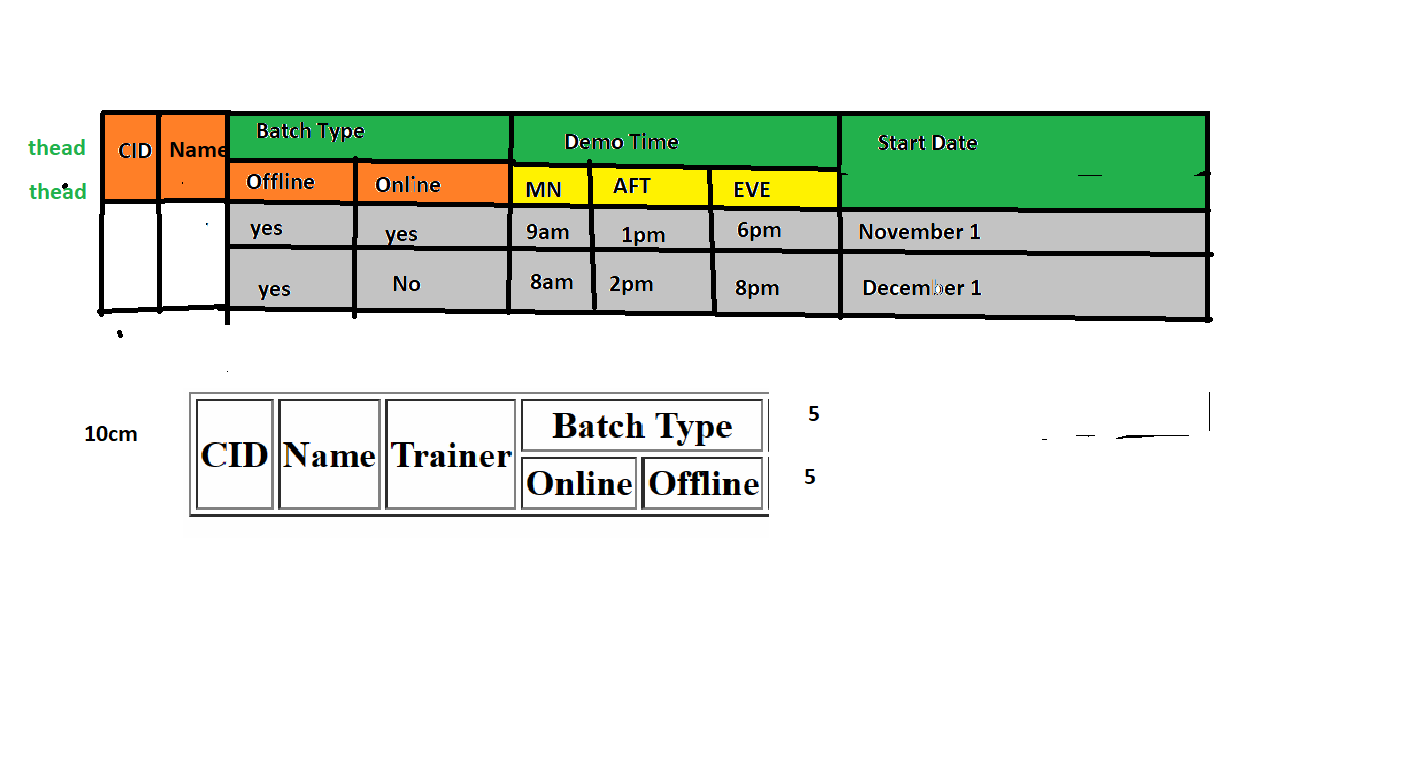 thead
CID Name Batch Type Demo Time Start Date
thead
Offline Online MN AFT EVE
yes yes 9am 1pm 6pm November 1
yes No 8am 2pm 8pm December 1
10cm
CID Name Trainer Batch Type 5
Online Offline 5